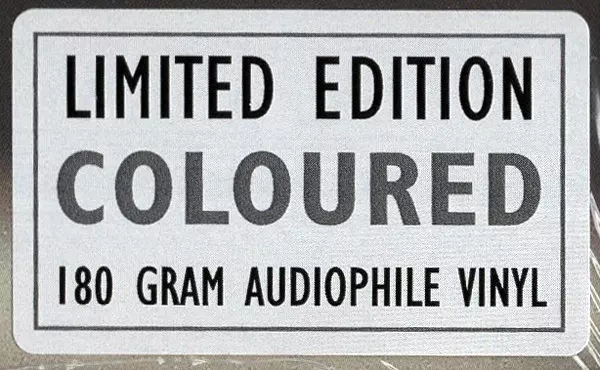 LIMITED EDITION
COLOURED
180 GRAM AUDIOPHILE VINYL